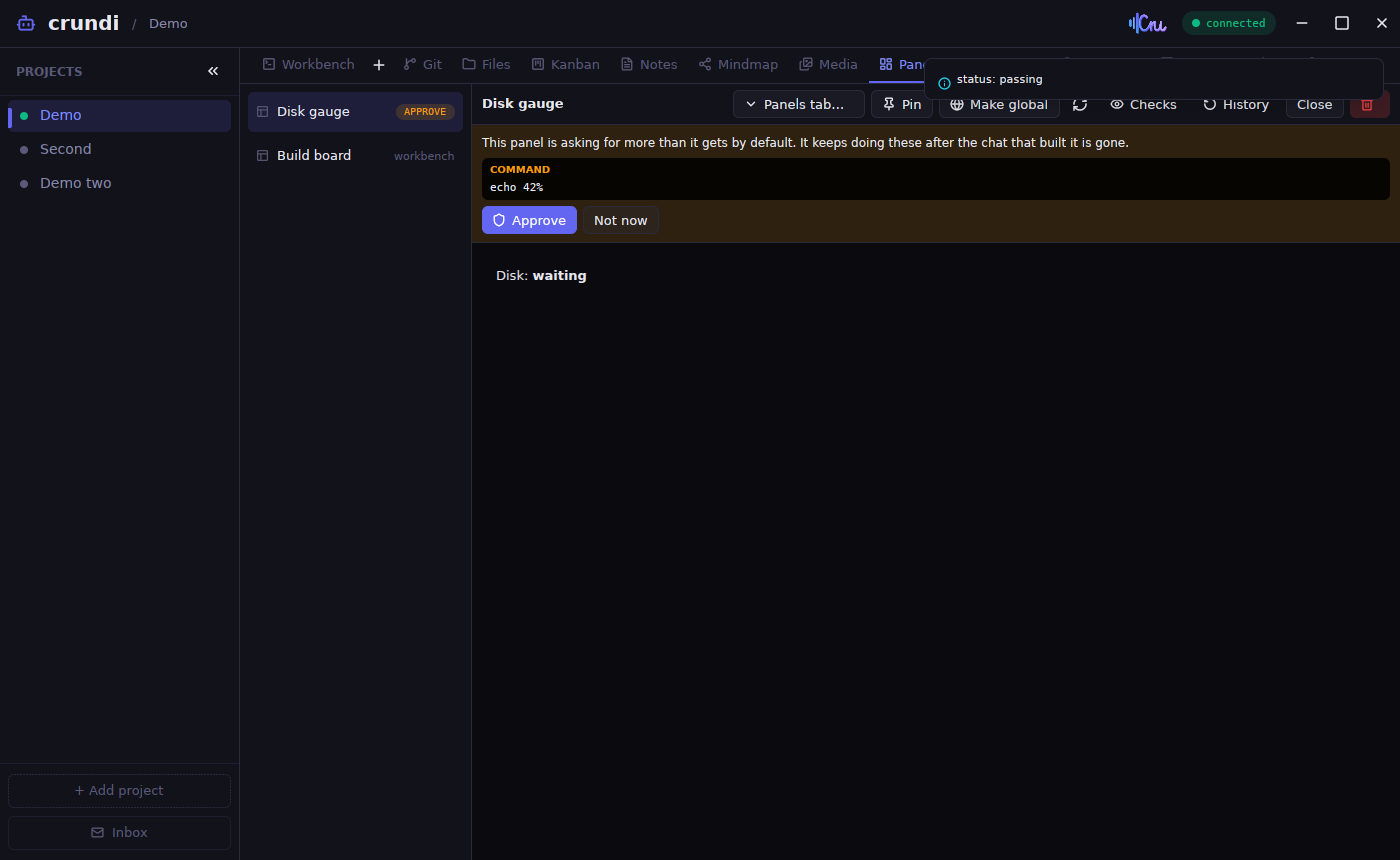 crundi / Demo
Cru
connected
PROJECTS
Demo
Second
Demo two
+ Add project
Inbox
Workbench
Git
Files
Kanban
Notes
Mindmap
Media
status: passing
Disk gauge APPROVE
Build board workbench
Disk gauge
Panels tab...
Pin
Make global
Checks
History
Close
This panel is asking for more than it gets by default. It keeps doing these after the chat that built it is gone.
COMMAND
echo 42%
Approve
Not now
Disk: waiting